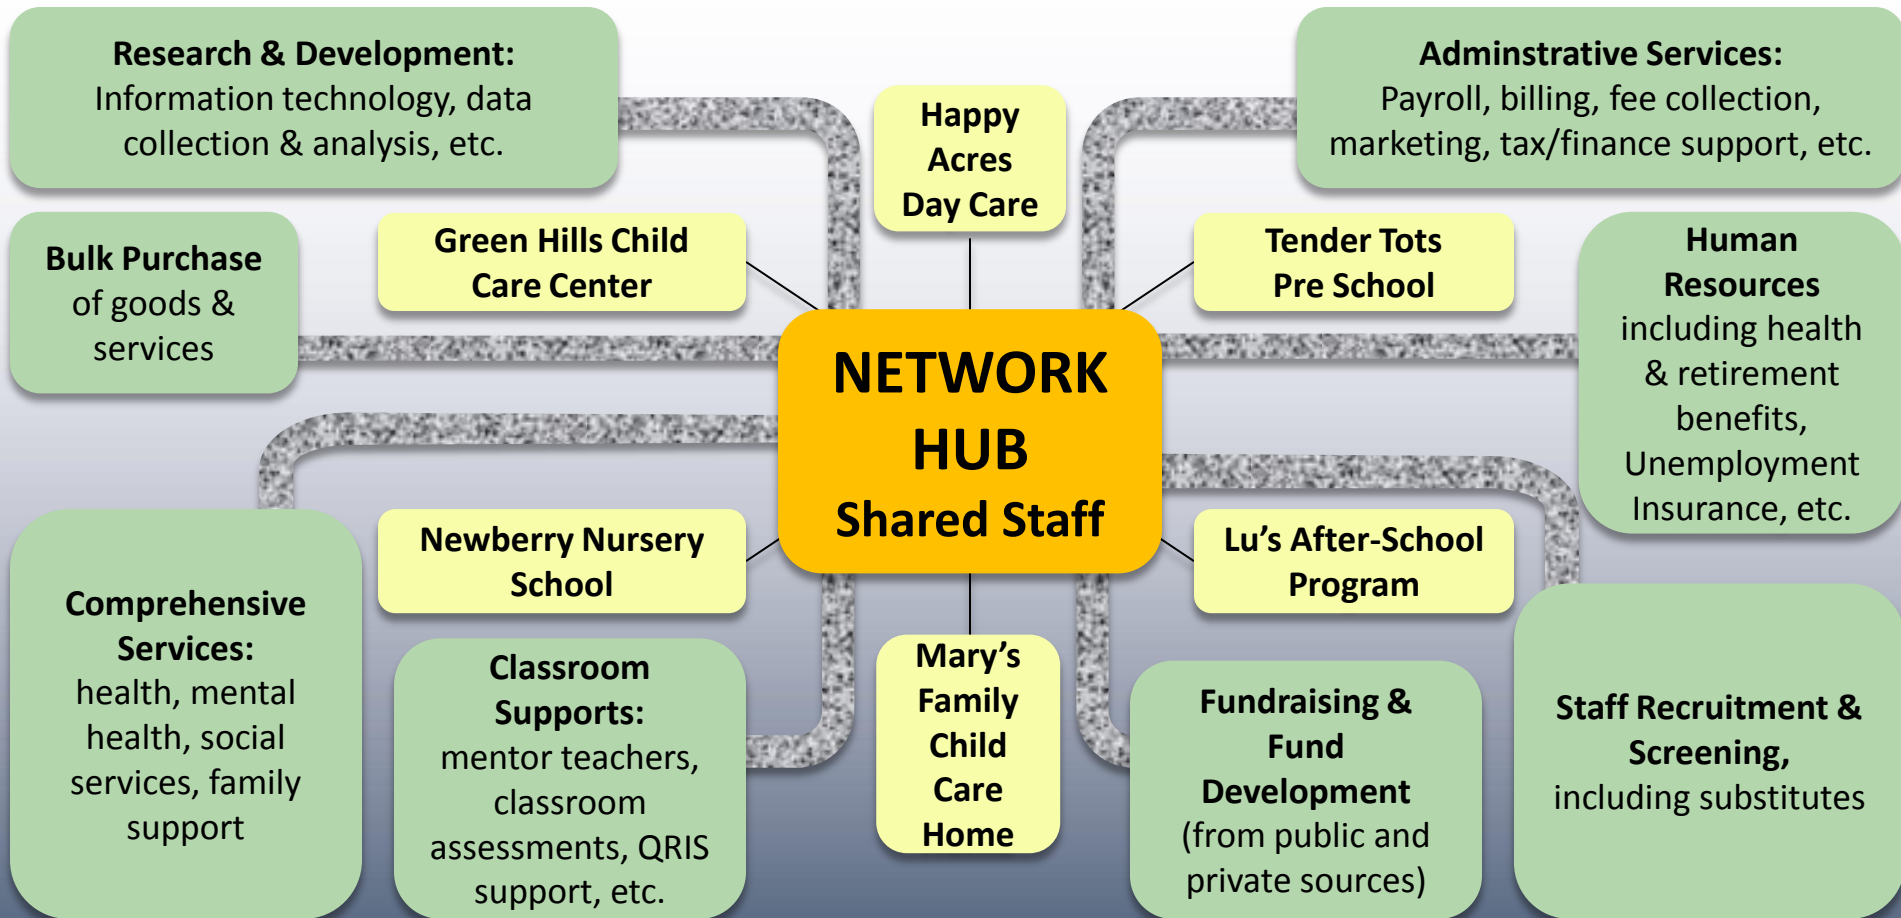 Research & Development:
Information technology, data
collection & analysis, etc.
Happy
Acres
Day Care
Adminstrative Services:
Payroll, billing, fee collection,
marketing, tax/finance support, etc.
Bulk Purchase
of goods &
services
Green Hills Child
Care Center
Tender Tots
Pre School
Human
Resources
including health
& retirement
benefits,
Unemployment
Insurance, etc.
NETWORK
HUB
Shared Staff
Comprehensive
Services:
health, mental
health, social
services, family
support
Newberry Nursery
School
Lu’s After-School
Program
Classroom
Supports:
mentor teachers,
classroom
assessments, QRIS
support, etc.
Mary’s
Family
Child
Care
Home
Fundraising &
Fund
Development
(from public and
private sources)
Staff Recruitment &
Screening,
including substitutes